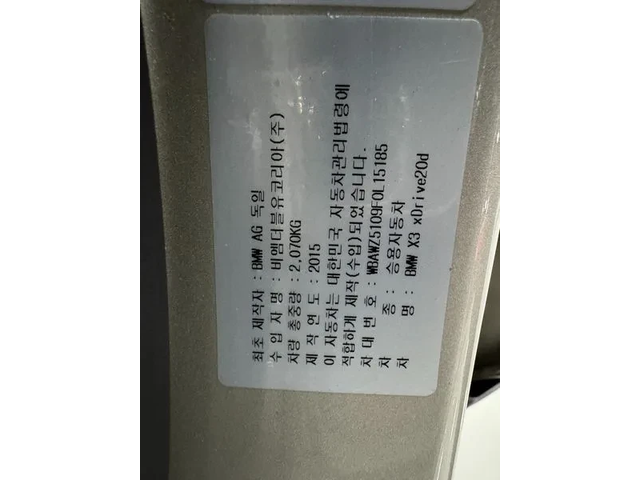 최초 제작자 : BMW AG 독일
수 입 자 명 : 비엠더블유코리아(주)
차량 총중량 : 2,070KG
제 작 연 도 : 2015
이 자동차는 대한민국 자동차관리법령에
적합하게 제작(수입)되었습니다.
차 대 번 호 : WBAWZ5109F0L15185
차 종 : 승용자동차
차 명 : BMW X3 xDrive20d